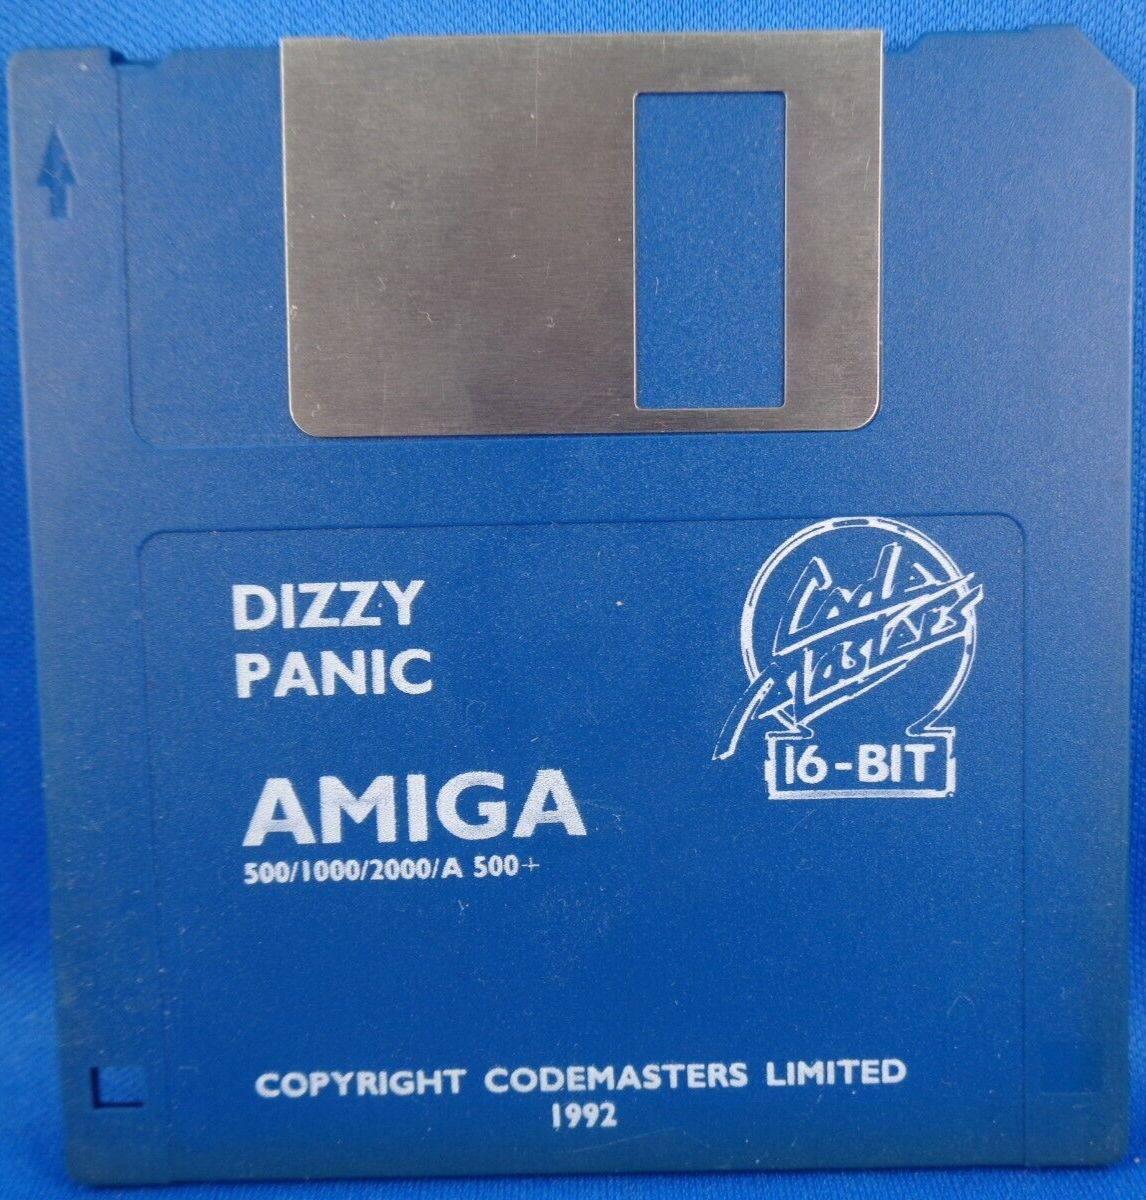 DIZZY
PANIC
Code
Masters
16-BIT
AMIGA
500/1000/2000/A 500+
COPYRIGHT CODEMASTERS LIMITED
1992